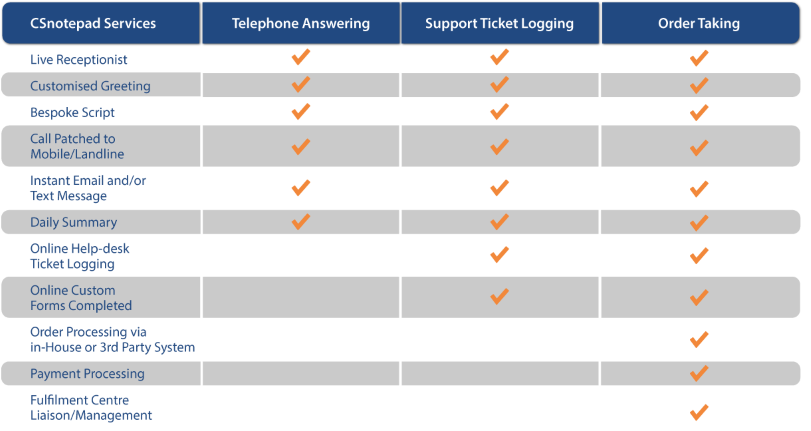 CSnotepad Services
Telephone Answering
Support Ticket Logging
Order Taking
Live Receptionist
Customised Greeting
Bespoke Script
Call Patched to
Mobile/Landline
Instant Email and/or
Text Message
Daily Summary
Online Help-desk
Ticket Logging
Online Custom
Forms Completed
Order Processing via
in-House or 3rd Party System
Payment Processing
Fulfilment Centre
Liaison/Management